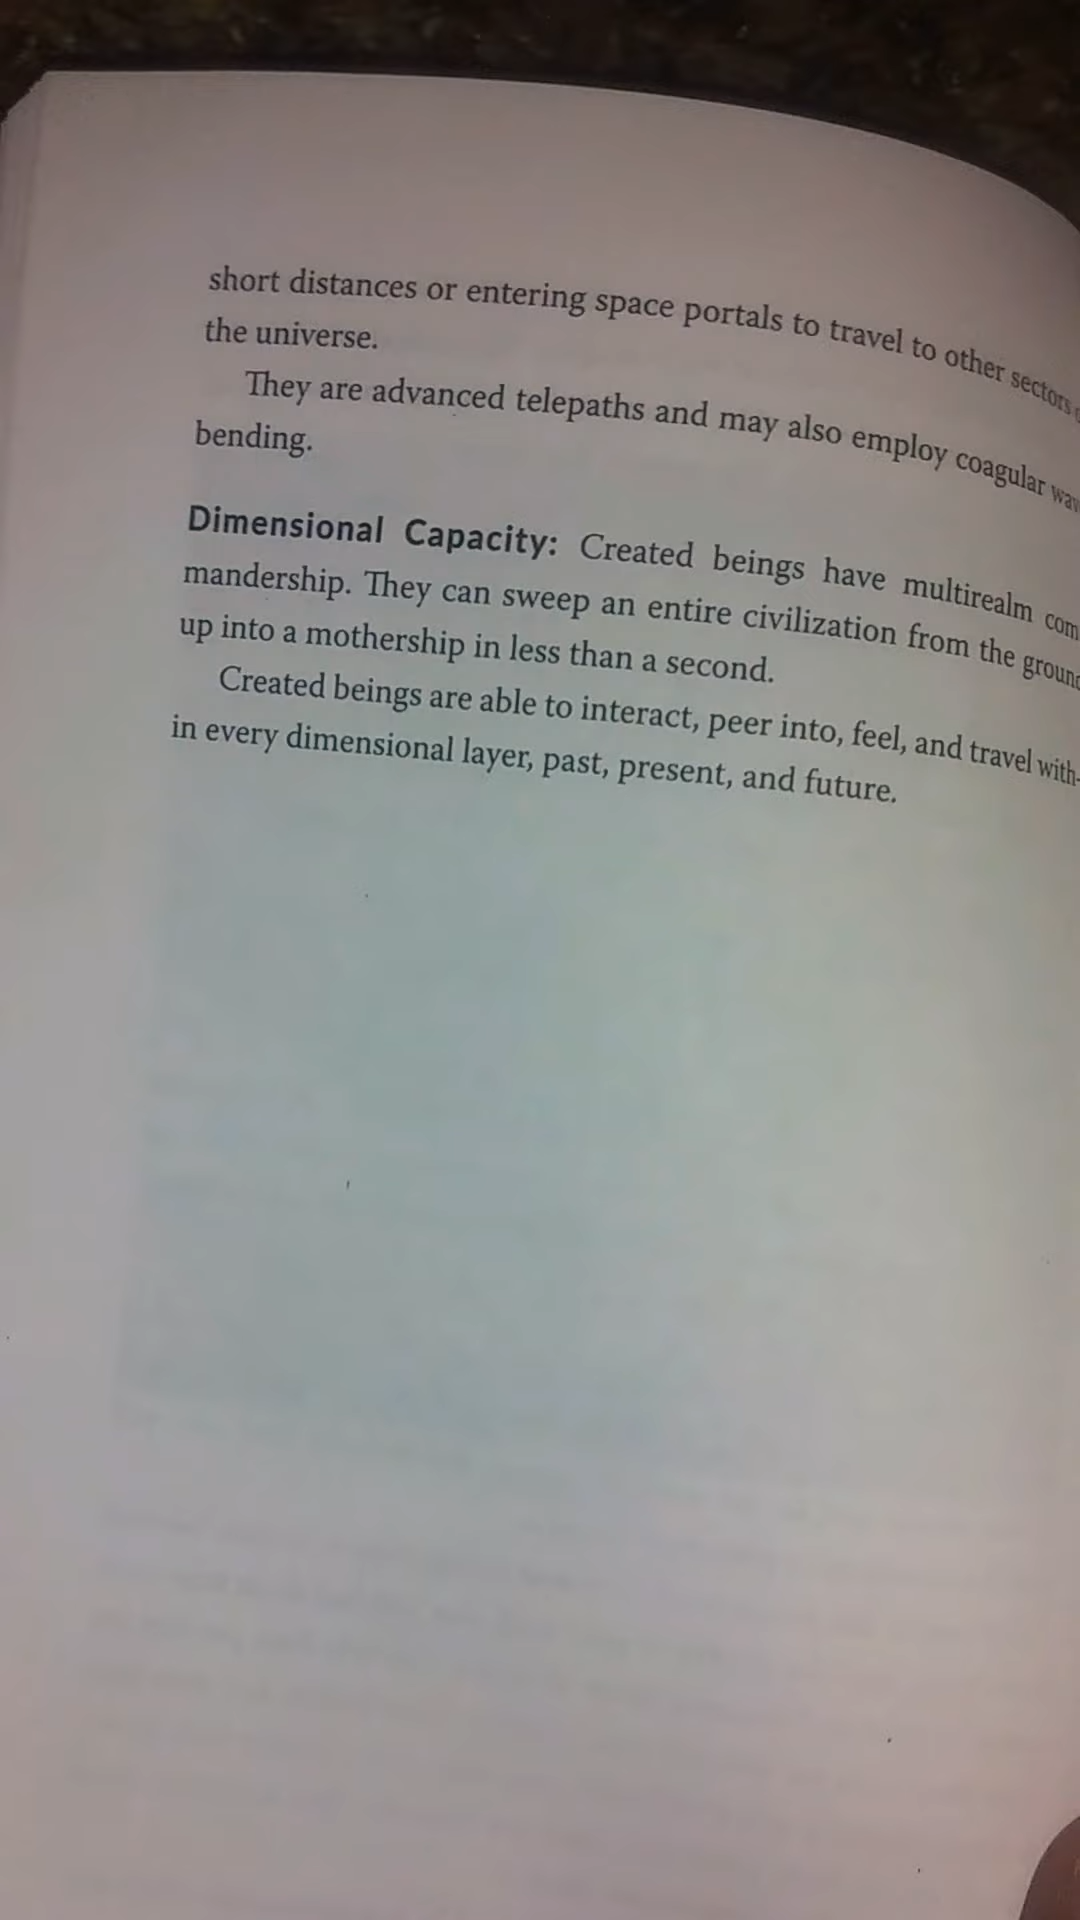 short distances or entering space portals to travel to other sectors
the universe.
They are advanced telepaths and may also employ coagular
bending.
Dimensional Capacity: Created beings have multirealm com
mandership. They can sweep an entire civilization from the ground
up into a mothership in less than a second.
Created beings are able to interact, peer into, feel, and travel with-
in every dimensional layer, past, present, and future.